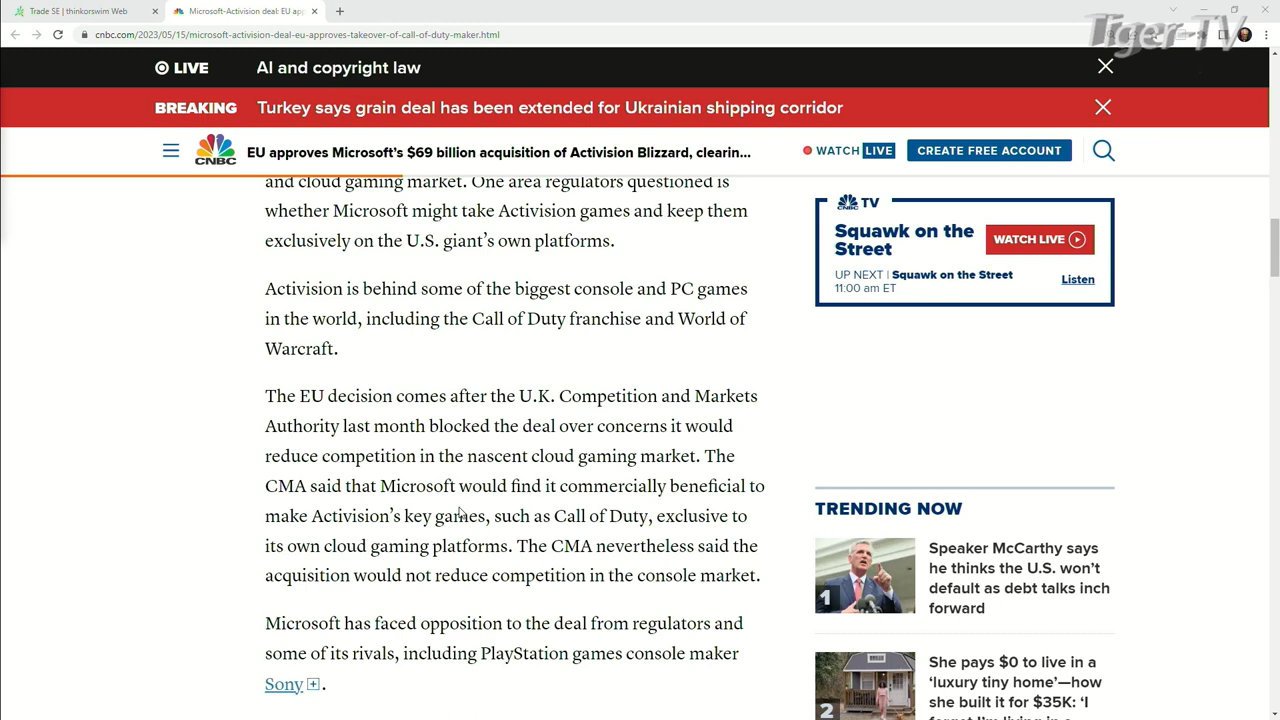 Trade SE | thinkorswim Web
Microsoft-Activision deal: EU app
Tiger-TV
cnbc.com/2023/05/15/microsoft-activision-deal-eu-approves-takeover-of-call-of-duty-maker.html
LIVE
AI and copyright law
BREAKING
Turkey says grain deal has been extended for Ukrainian shipping corridor
CNBC
EU approves Microsoft’s $69 billion acquisition of Activision Blizzard, clearin...
WATCH LIVE
CREATE FREE ACCOUNT
and cloud gaming market. One area regulators questioned is
whether Microsoft might take Activision games and keep them
exclusively on the U.S. giant’s own platforms.
Activision is behind some of the biggest console and PC games
in the world, including the Call of Duty franchise and World of
Warcraft.
The EU decision comes after the U.K. Competition and Markets
Authority last month blocked the deal over concerns it would
reduce competition in the nascent cloud gaming market. The
CMA said that Microsoft would find it commercially beneficial to
make Activision’s key games, such as Call of Duty, exclusive to
its own cloud gaming platforms. The CMA nevertheless said the
acquisition would not reduce competition in the console market.
Microsoft has faced opposition to the deal from regulators and
some of its rivals, including PlayStation games console maker
Sony + .
CNBC TV
Squawk on the
Street
WATCH LIVE
UP NEXT | Squawk on the Street
11:00 am ET
Listen
TRENDING NOW
1
Speaker McCarthy says
he thinks the U.S. won’t
default as debt talks inch
forward
2
She pays $0 to live in a
‘luxury tiny home’—how
she built it for $35K: ‘I
forget I’m living in a